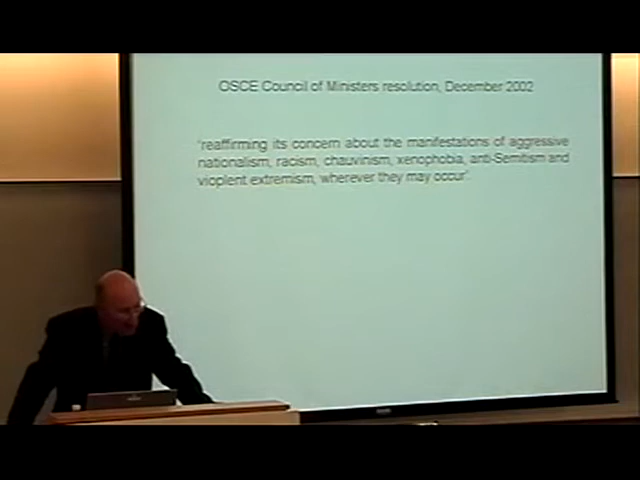 OSCE Council of Ministers resolution, December 2002
'reaffirming its concern about the manifestations of aggressive
nationalism, racism, chauvinism, xenophobia, anti-Semitism and
vioplent extremism, wherever they may occur'.